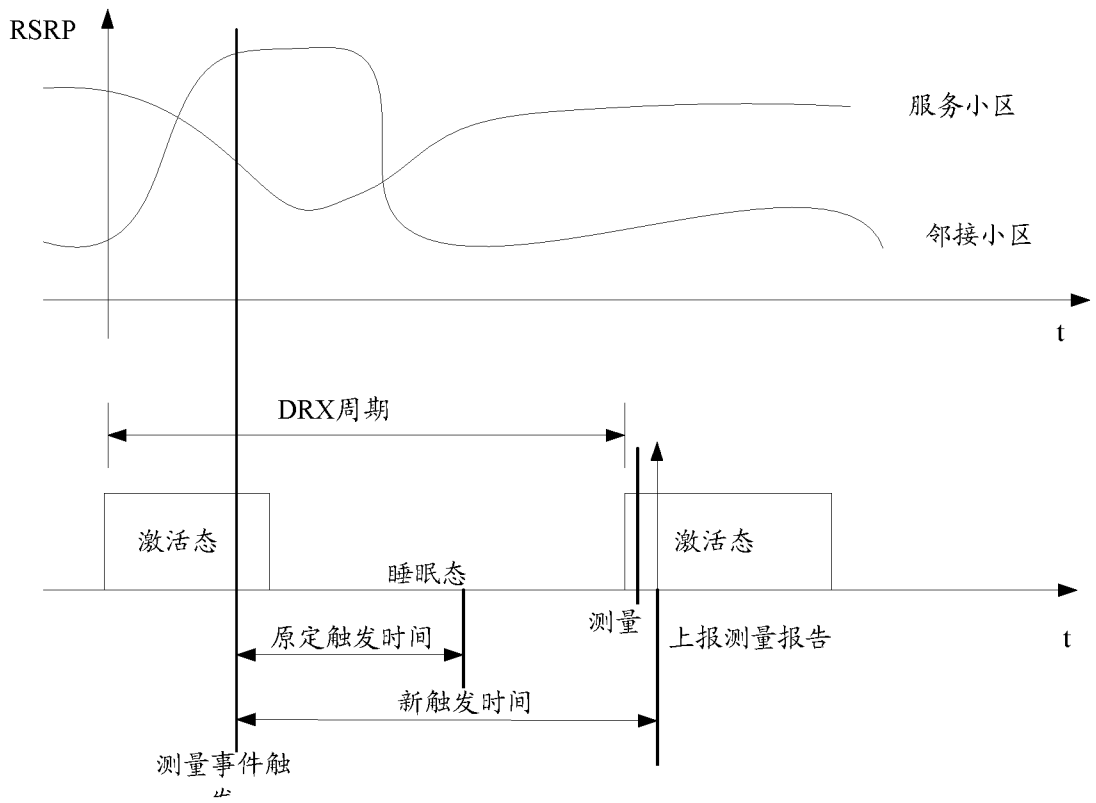 RSRP
服务小区
邻接小区
t
DRX周期
激活态
激活态
睡眠态
测量
原定触发时间
上报测量报告
t
新触发时间
测量事件触
发